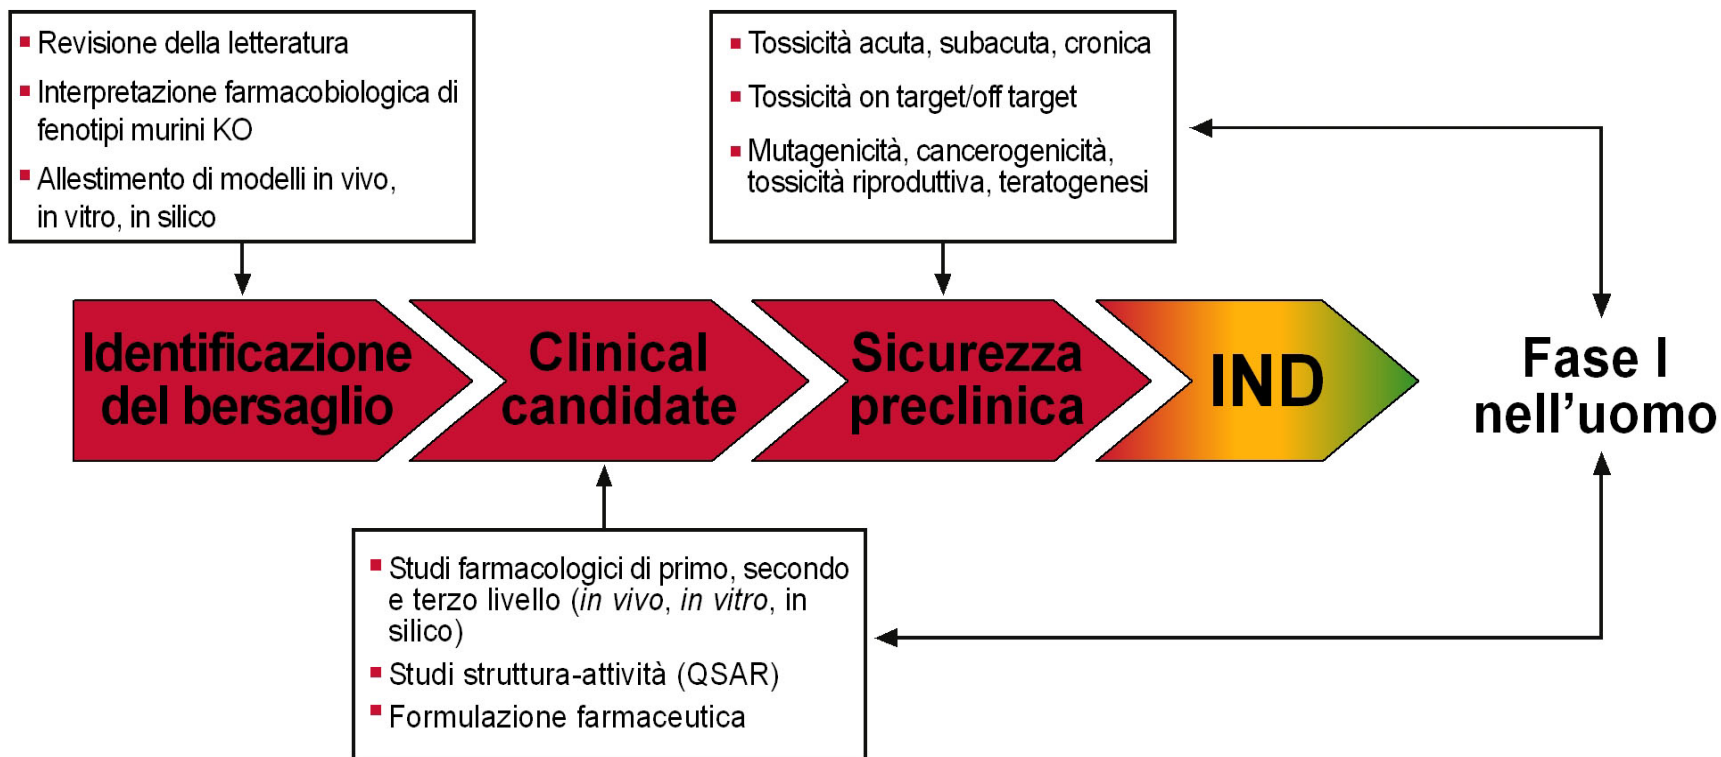 Revisione della letteratura
Interpretazione farmacobiologica di
fenotipi murini KO
Allestimento di modelli in vivo,
in vitro, in silico
Tossicità acuta, subacuta, cronica
Tossicità on target/off target
Mutagenicità, cancerogenicità,
tossicità riproduttiva, teratogenesi
Identificazione
del bersaglio
Clinical
candidate
Sicurezza
preclinica
IND
Fase I
nell’uomo
Studi farmacologici di primo, secondo
e terzo livello (in vivo, in vitro, in
silico)
Studi struttura-attività (QSAR)
Formulazione farmaceutica